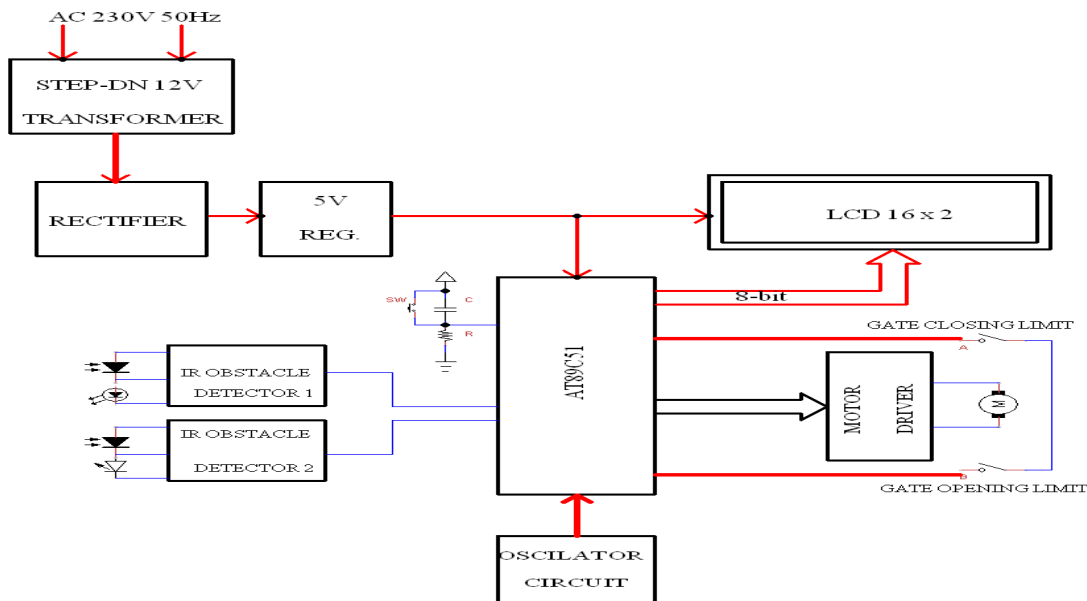 AC 230V 50Hz
STEP-DN 12V
TRANSFORMER
RECTIFIER
5V
REG.
LCD 16 x 2
8-bit
SW
C
R
AT89C51
GATE CLOSING LIMIT
A
IR OBSTACLE
DETECTOR 1
IR OBSTACLE
DETECTOR 2
MOTOR
DRIVER
M
B
GATE OPENING LIMIT
OSCILATOR
CIRCUIT